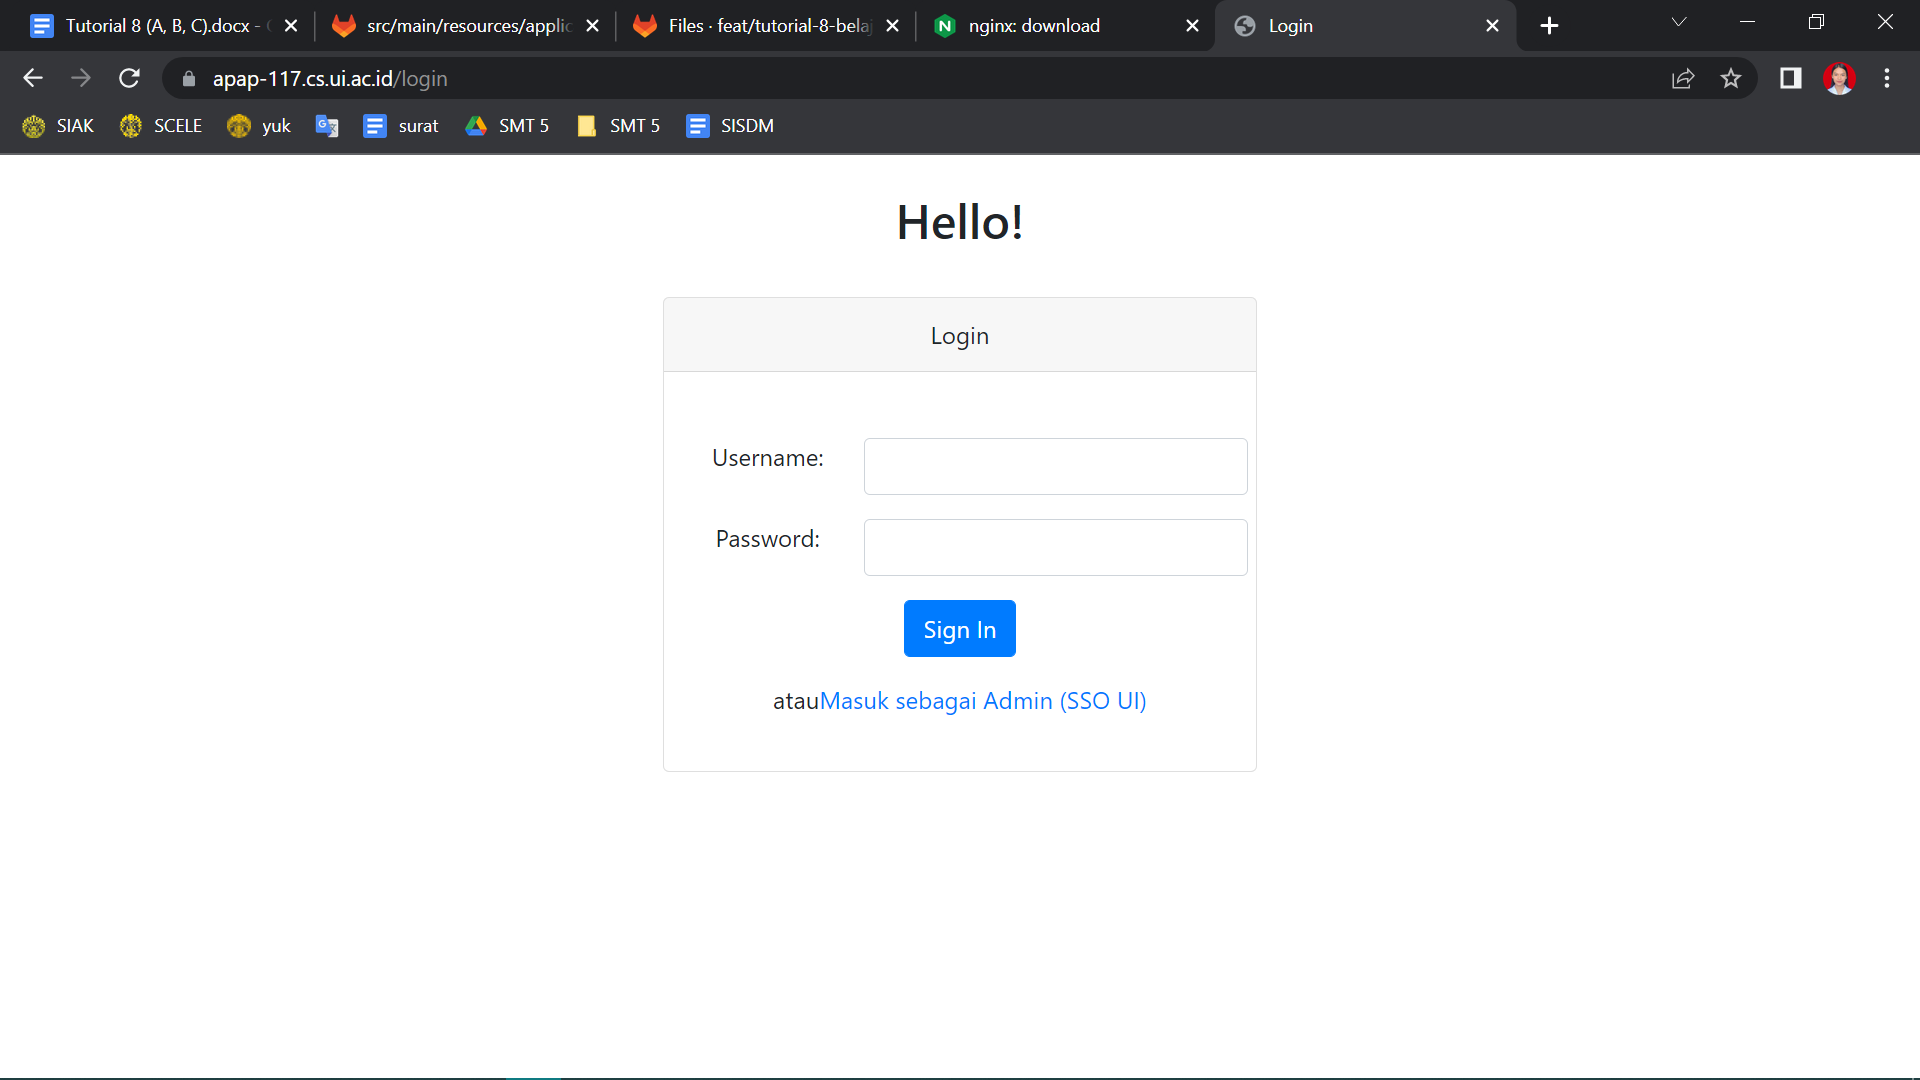 Tutorial 8 (A, B, C).docx -
src/main/resources/applic
Files · feat/tutorial-8-bela
nginx: download
Login
apap-117.cs.ui.ac.id/login
SIAK
SCELE
yuk
surat
SMT 5
SMT 5
SISDM
Hello!
Login
Username:
Password:
Sign In
atauMasuk sebagai Admin (SSO UI)